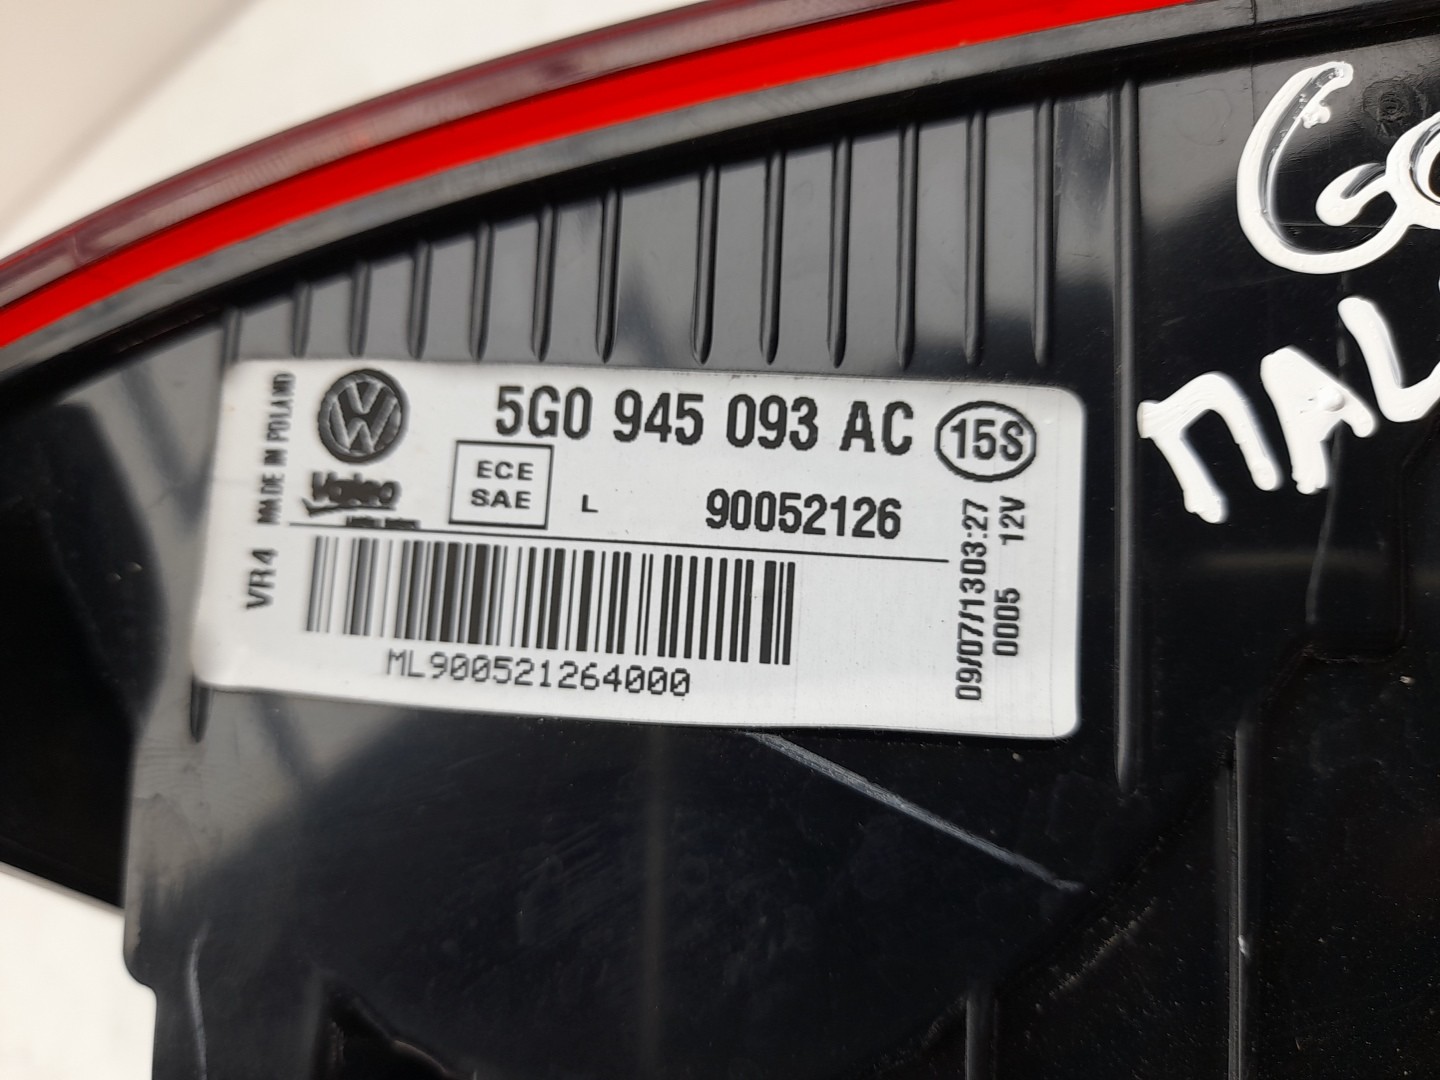 MADE IN POLAND
5G0 945 093 AC
15S
Valeo
ECE
SAE
L
90052126
VR4
ML900521264000
09/07/1303:27
0005 12V